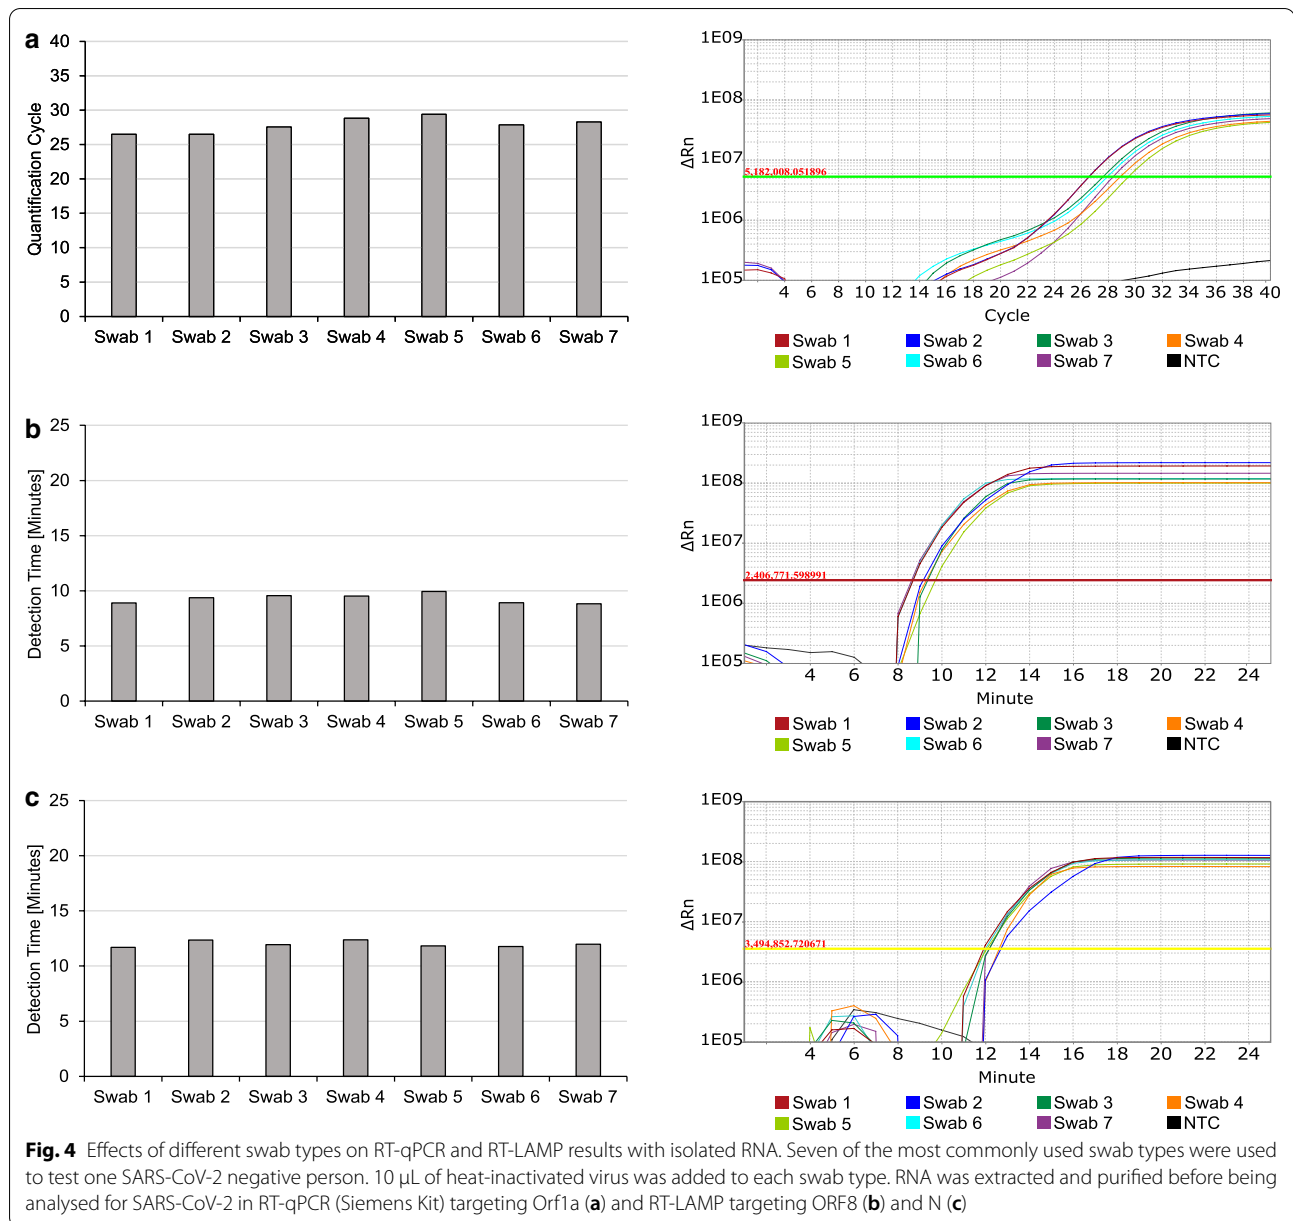 a
40
35
30
25
20
15
10
5
0
Quantification Cycle
Swab 1 Swab 2 Swab 3 Swab 4 Swab 5 Swab 6 Swab 7
1E09
1E08
1E07
1E06
1E05
ΔRn
5,182,008.051896
4 6 8 10 12 14 16 18 20 22 24 26 28 30 32 34 36 38 40
Cycle
Swab 1 Swab 2 Swab 3 Swab 4
Swab 5 Swab 6 Swab 7 NTC
b
25
20
15
10
5
0
Detection Time [Minutes]
Swab 1 Swab 2 Swab 3 Swab 4 Swab 5 Swab 6 Swab 7
1E09
1E08
1E07
1E06
1E05
ΔRn
2,406,771.598991
4 6 8 10 12 14 16 18 20 22 24
Minute
Swab 1 Swab 2 Swab 3 Swab 4
Swab 5 Swab 6 Swab 7 NTC
c
25
20
15
10
5
0
Detection Time [Minutes]
Swab 1 Swab 2 Swab 3 Swab 4 Swab 5 Swab 6 Swab 7
1E09
1E08
1E07
1E06
1E05
ΔRn
3,494,852.720671
4 6 8 10 12 14 16 18 20 22 24
Minute
Swab 1 Swab 2 Swab 3 Swab 4
Swab 5 Swab 6 Swab 7 NTC
Fig. 4 Effects of different swab types on RT-qPCR and RT-LAMP results with isolated RNA. Seven of the most commonly used swab types were used
to test one SARS-CoV-2 negative person. 10 µL of heat-inactivated virus was added to each swab type. RNA was extracted and purified before being
analysed for SARS-CoV-2 in RT-qPCR (Siemens Kit) targeting Orf1a (a) and RT-LAMP targeting ORF8 (b) and N (c)